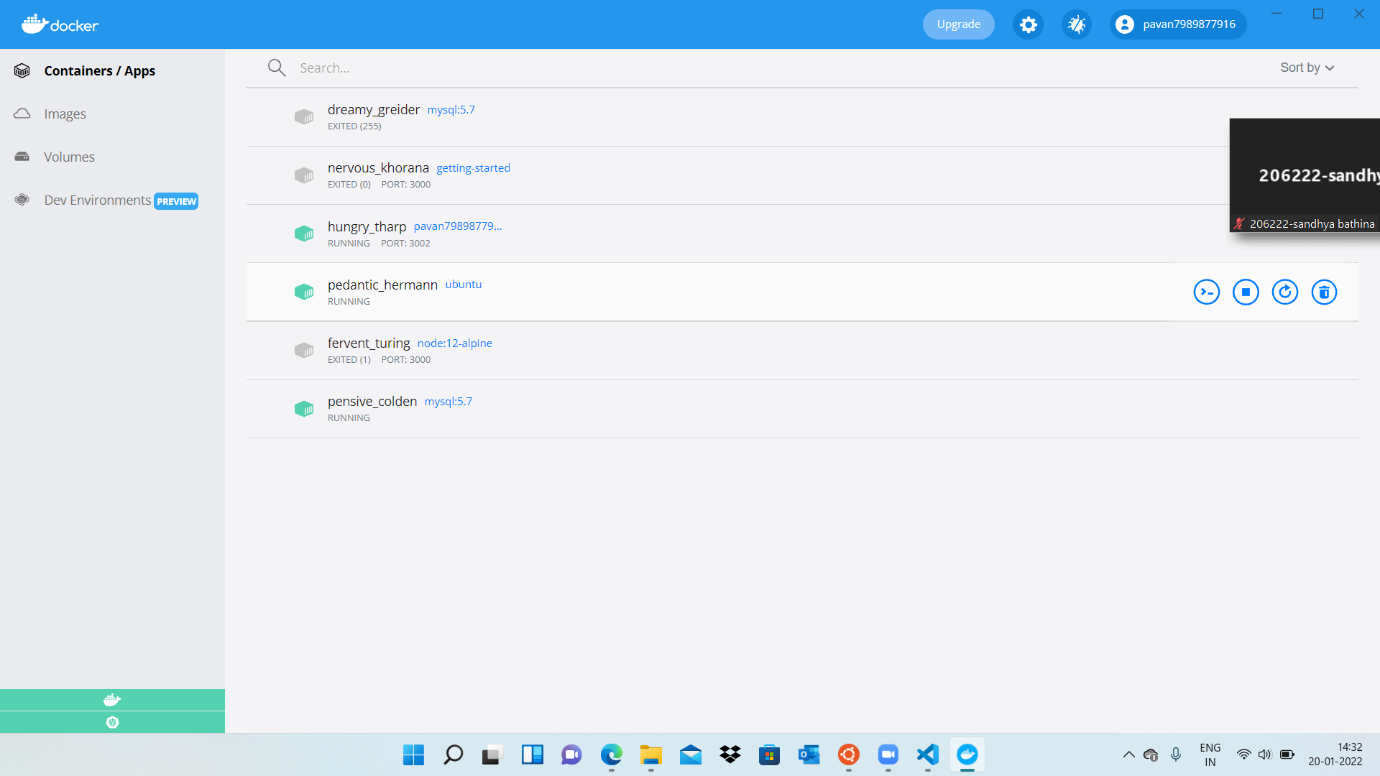 docker
Upgrade
pavan7989877916
Containers / Apps
Images
Volumes
Dev Environments PREVIEW
Search...
Sort by
dreamy_greider mysql:5.7
EXITED (255)
nervous_khorana getting-started
EXITED (0) PORT: 3000
hungry_tharp pavan79898779...
RUNNING PORT: 3002
pedantic_hermann ubuntu
RUNNING
fervent_turing node:12-alpine
EXITED (1) PORT: 3000
pensive_colden mysql:5.7
RUNNING
206222-sandhy
206222-sandhya bathina
ENG
IN
14:32
20-01-2022